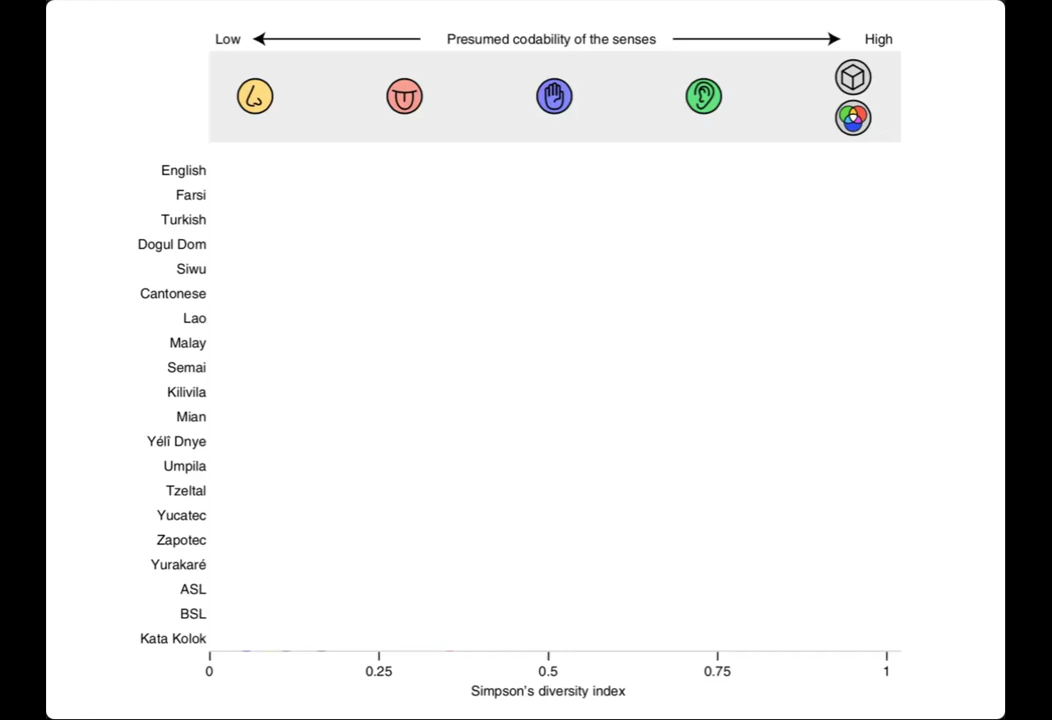 Low Presumed codability of the senses High
English
Farsi
Turkish
Dogul Dom
Siwu
Cantonese
Lao
Malay
Semai
Kilivila
Mian
Yélî Dnye
Umpila
Tzeltal
Yucatec
Zapotec
Yurakaré
ASL
BSL
Kata Kolok
0 0.25 0.5 0.75 1
Simpson's diversity index